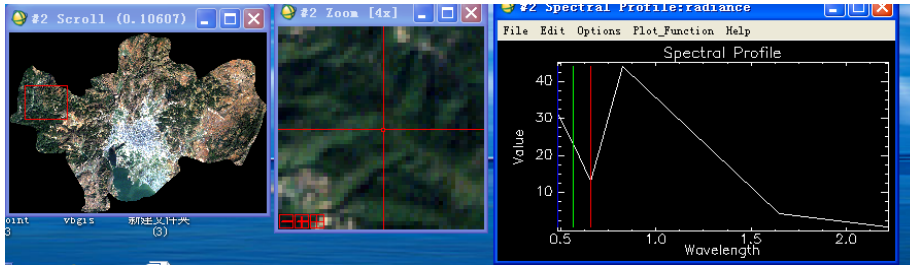 #2 Scroll (0.10607)
#2 Zoom [4x]
#2 Spectral Profile:radiance
File Edit Options Plot_Function Help
Spectral Profile
40
30
20
10
Value
0.5 1.0 1.5 2.0
Wavelength
oint vbgis 新建文件夹
3 (3)